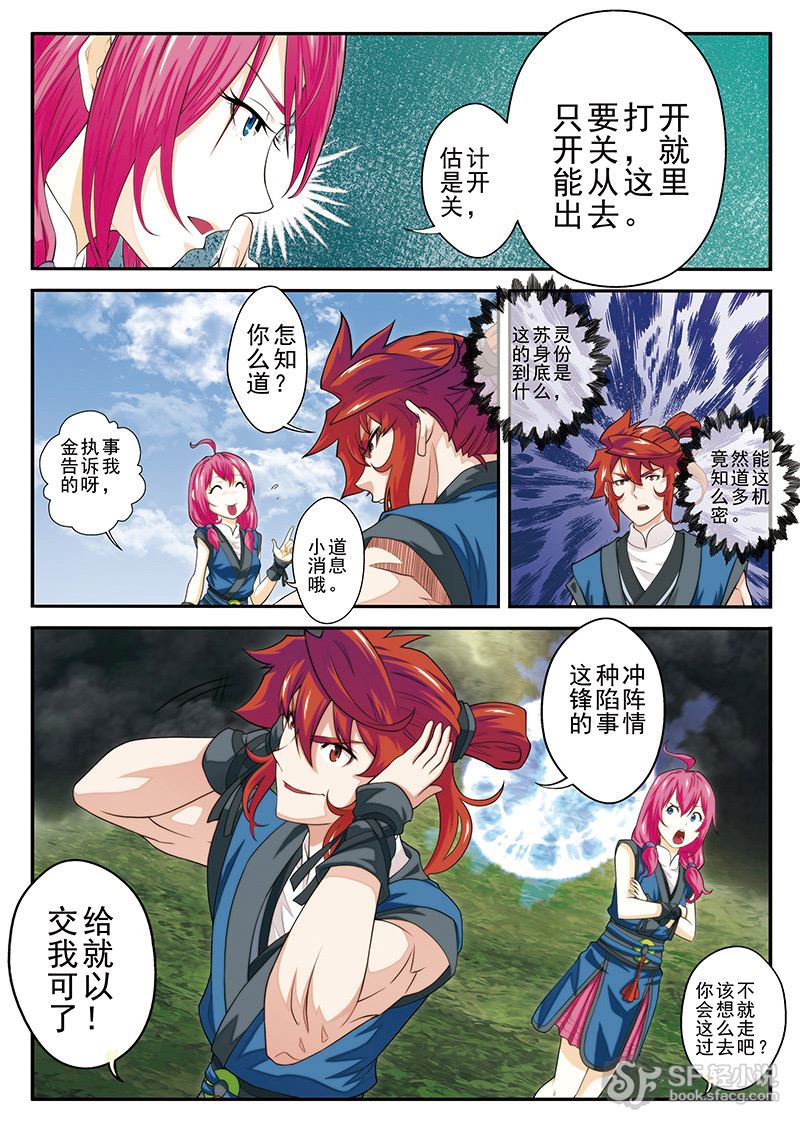 估计
是开
关，
只要打开
开关，就
能从这里
出去。
你怎
么知
道？
金执事
告诉我
的呀，
小道
消息
哦。
这苏灵
的身份
到底是
什么，
竟然能
知道这
么多机
密。
这种冲
锋陷阵
的事情
交给
我就
可以
了！
你该不
会想就
这么走
过去吧？
SF轻小说
book.sfacg.com